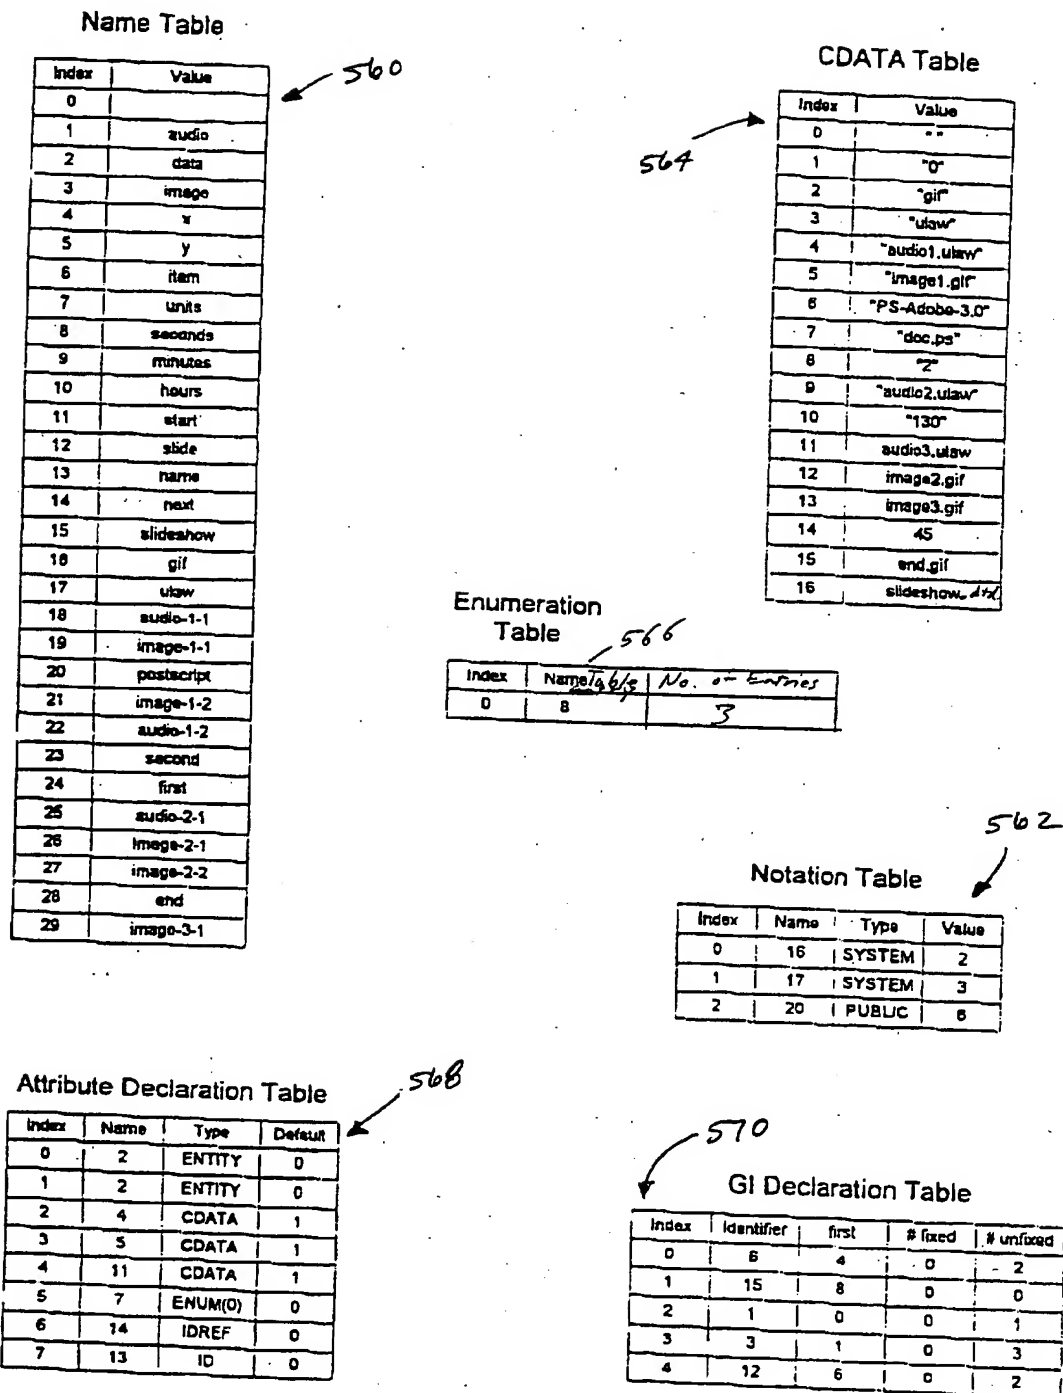 Name Table
560
Index Value
0
1 audio
2 data
3 image
4 x
5 y
6 item
7 units
8 seconds
9 minutes
10 hours
11 start
12 slide
13 name
14 next
15 slideshow
16 gif
17 ulaw
18 audio-1-1
19 image-1-1
20 postscript
21 image-1-2
22 audio-1-2
23 second
24 first
25 audio-2-1
26 image-2-1
27 image-2-2
28 end
29 image-3-1
CDATA Table
564
Index Value
0 ""
1 "0"
2 "gif"
3 "ulaw"
4 "audio1.ulaw"
5 "image1.gif"
6 "PS-Adobe-3.0"
7 "doc.ps"
8 "2"
9 "audio2.ulaw"
10 "130"
11 audio3.ulaw
12 image2.gif
13 image3.gif
14 45
15 end.gif
16 slideshow.dtd
Enumeration
Table
566
Index Name Table No. of Entries
0 8 3
562
Notation Table
Index Name Type Value
0 16 SYSTEM 2
1 17 SYSTEM 3
2 20 PUBLIC 6
Attribute Declaration Table
568
Index Name Type Default
0 2 ENTITY 0
1 2 ENTITY 0
2 4 CDATA 1
3 5 CDATA 1
4 11 CDATA 1
5 7 ENUM(0) 0
6 14 IDREF 0
7 13 ID 0
570
GI Declaration Table
Index Identifier first # fixed # unfixed
0 6 4 0 2
1 15 8 0 0
2 1 0 0 1
3 3 1 0 3
4 12 6 0 2